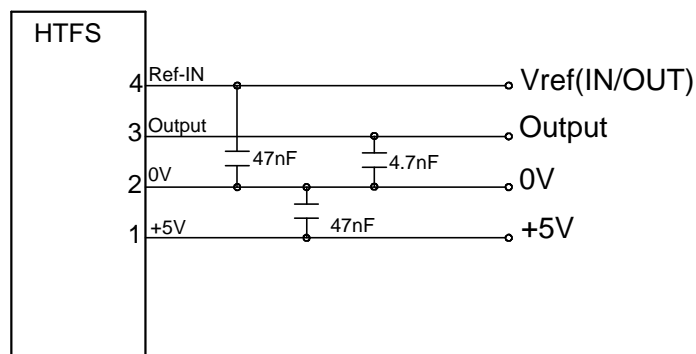 HTFS
4 Ref-IN Vref(IN/OUT)
3 Output Output
47nF 4.7nF
2 0V 0V
47nF
1 +5V +5V